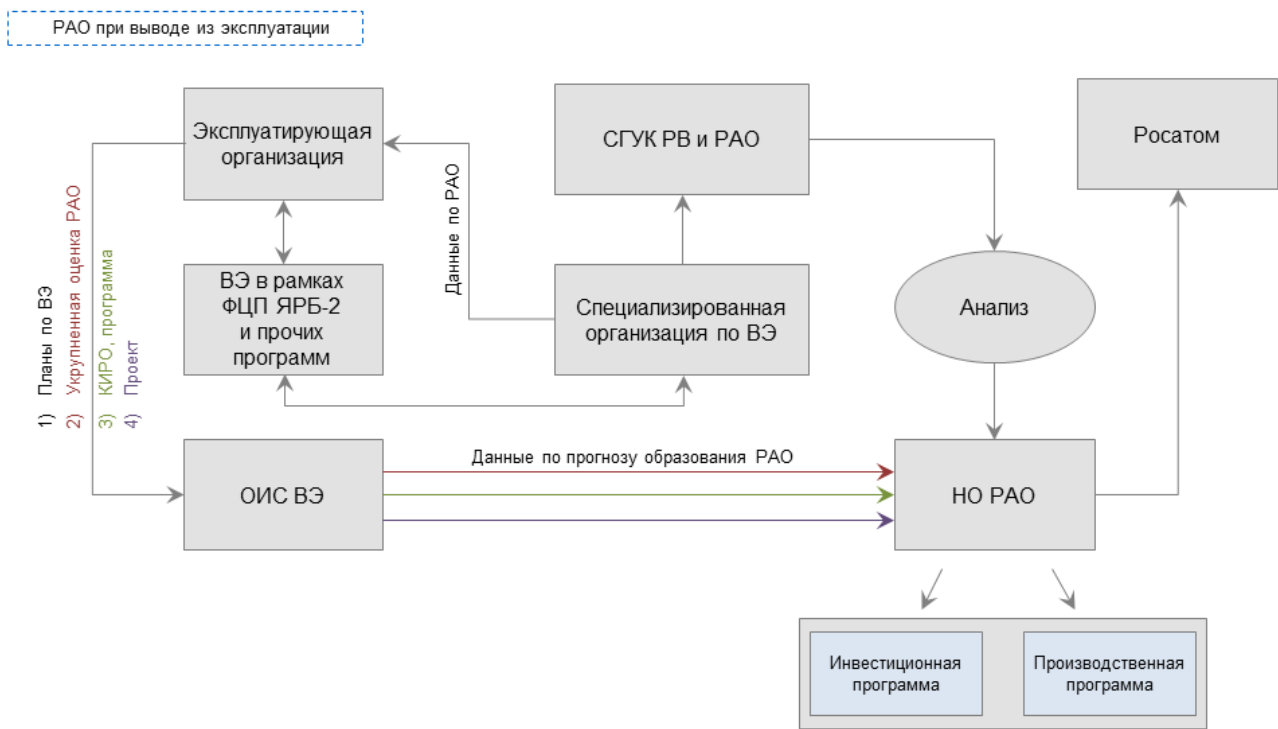 РАО при выводе из эксплуатации
Эксплуатирующая
организация
СГУК РВ и РАО
Росатом
Данные по РАО
1) Планы по ВЭ
2) Укрупненная оценка РАО
3) КИРО, программа
4) Проект
ВЭ в рамках
ФЦП ЯРБ-2
и прочих
программ
Специализированная
организация по ВЭ
Анализ
Данные по прогнозу образования РАО
ОИС ВЭ
НО РАО
Инвестиционная
программа
Производственная
программа